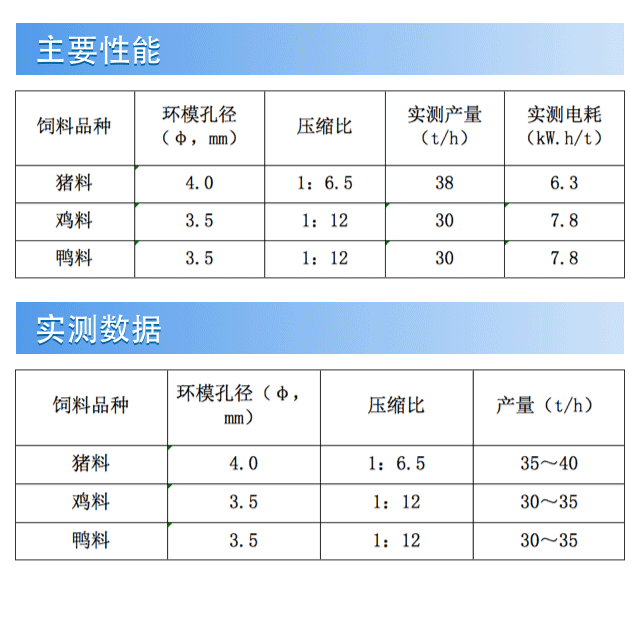 主要性能
饲料品种 环模孔径（φ，mm） 压缩比 实测产量（t/h） 实测电耗（kW.h/t）
猪料 4.0 1：6.5 38 6.3
鸡料 3.5 1：12 30 7.8
鸭料 3.5 1：12 30 7.8
实测数据
饲料品种 环模孔径（φ，mm） 压缩比 产量（t/h）
猪料 4.0 1：6.5 35～40
鸡料 3.5 1：12 30～35
鸭料 3.5 1：12 30～35